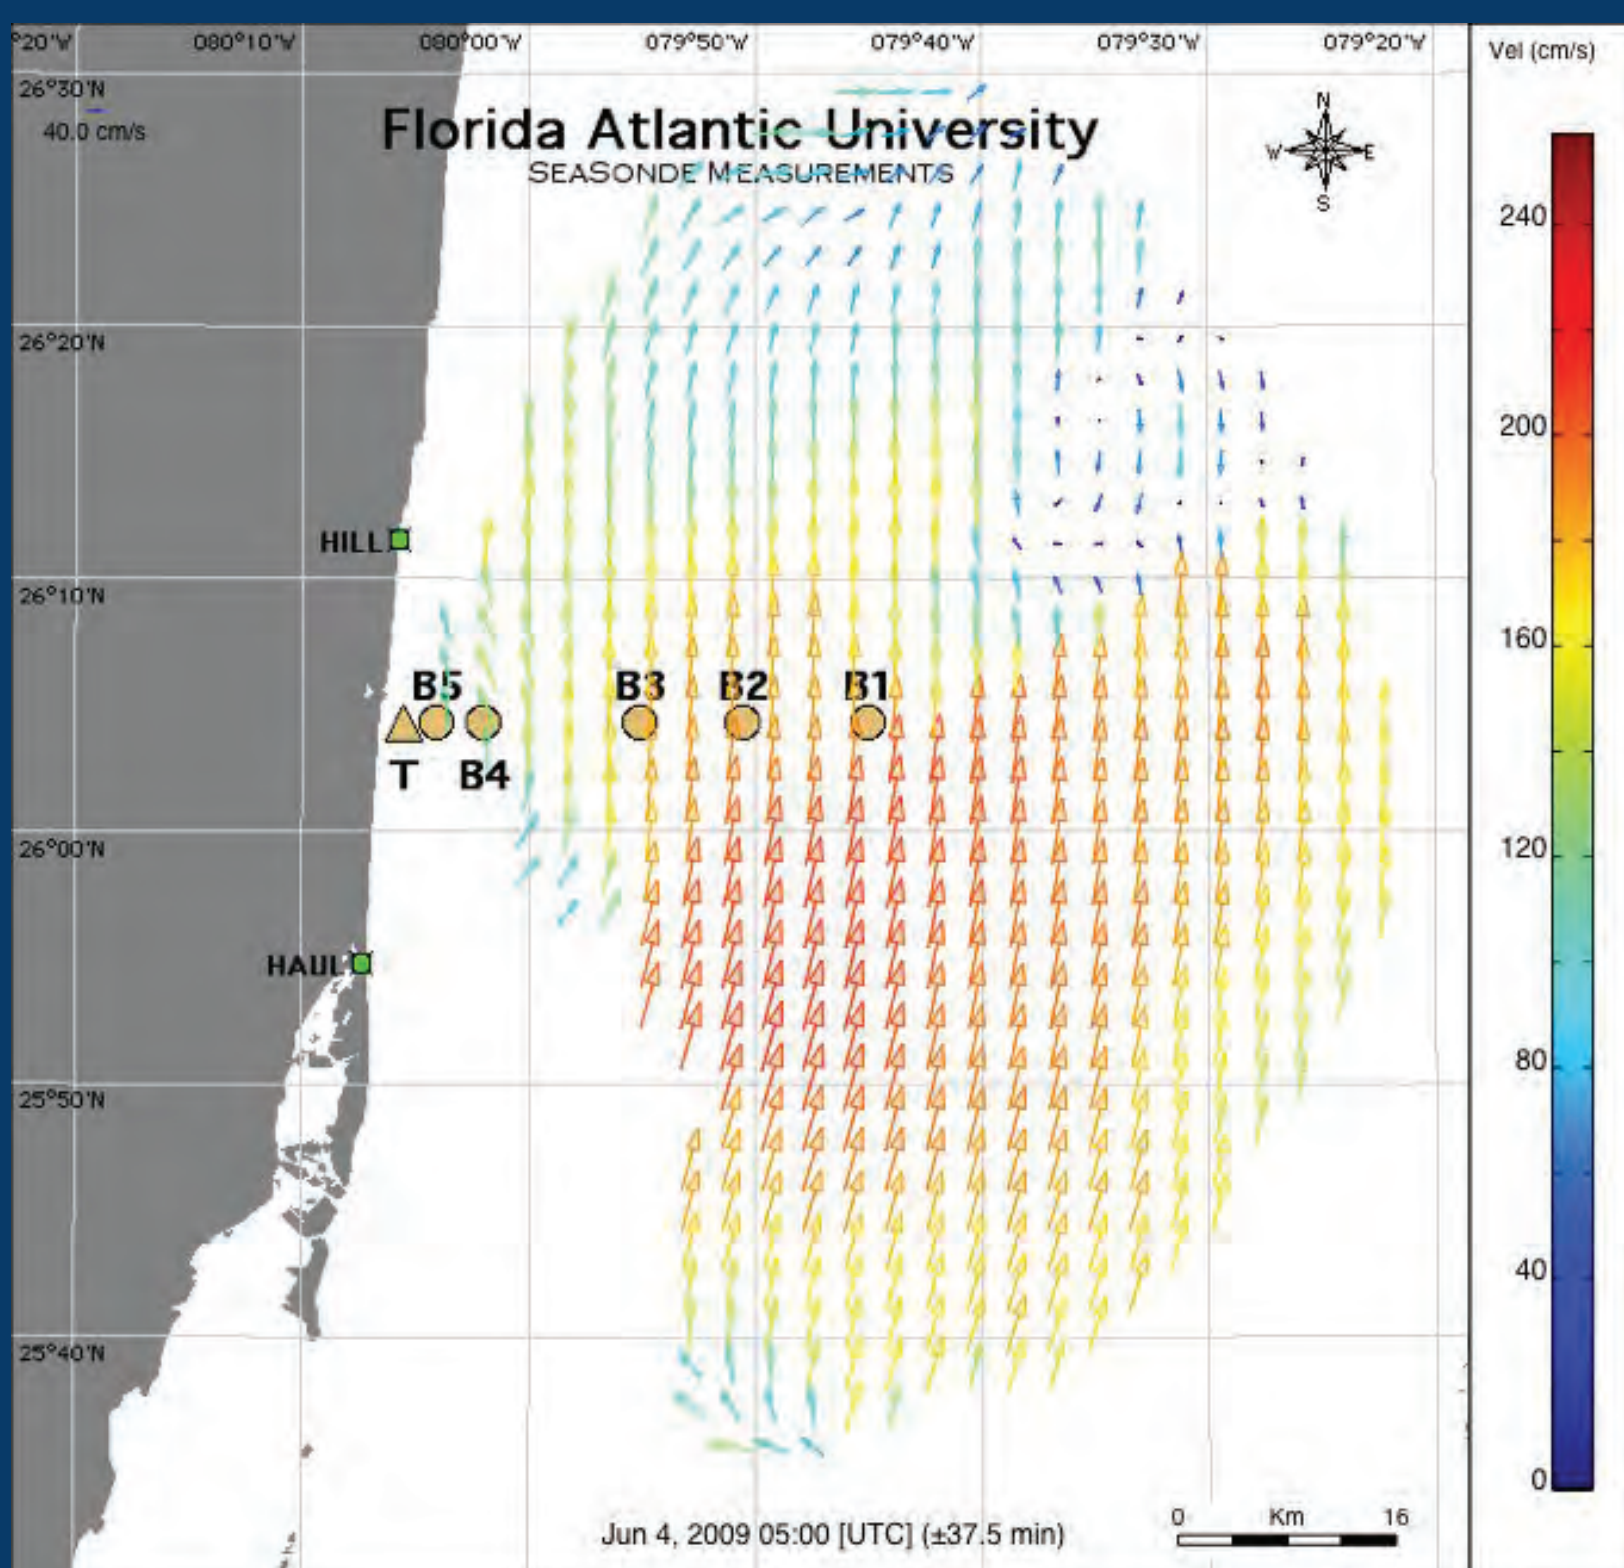 °20'W 080°10'W 080°00'W 079°50'W 079°40'W 079°30'W 079°20'W
Vel (cm/s)
26°30'N
40.0 cm/s
Florida Atlantic University
SEASONDE MEASUREMENTS
N
W E
S
240
26°20'N
200
HILL
26°10'N
160
B5 B3 B2 B1
T B4
26°00'N
120
HAUL
80
25°50'N
40
25°40'N
0
Jun 4, 2009 05:00 [UTC] (±37.5 min)
0 Km 16